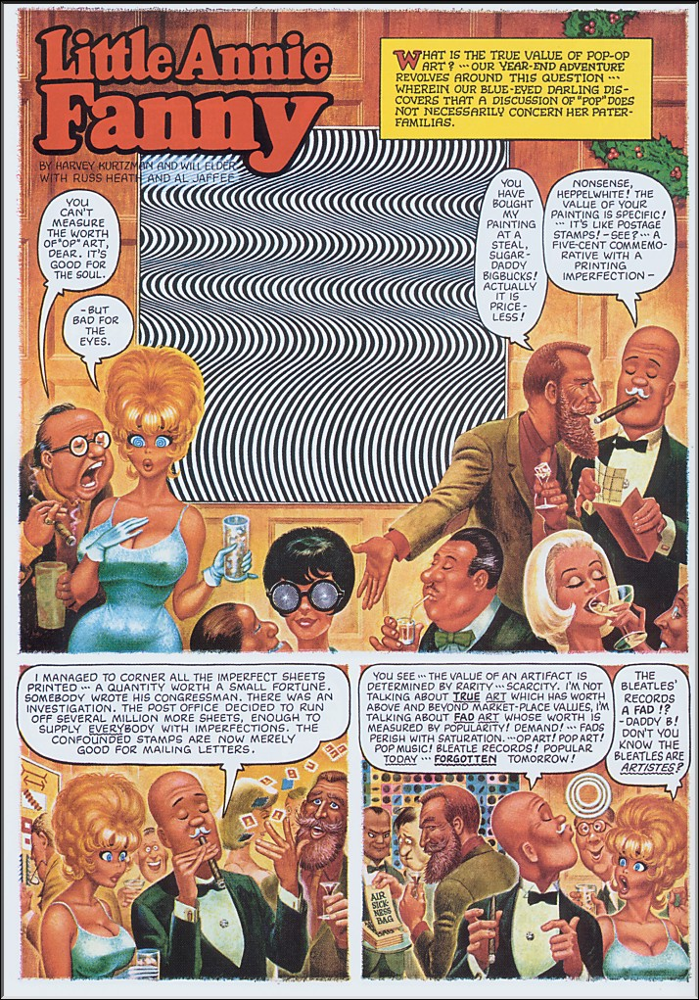 Little Annie
Fanny
BY HARVEY KURTZMAN AND WILL ELDER
WITH RUSS HEATH AND AL JAFFEE
WHAT IS THE TRUE VALUE OF POP-OP
ART? ··· OUR YEAR-END ADVENTURE
REVOLVES AROUND THIS QUESTION ···
WHEREIN OUR BLUE-EYED DARLING DIS-
COVERS THAT A DISCUSSION OF "POP" DOES
NOT NECESSARILY CONCERN HER PATER-
FAMILIAS.
YOU
CAN'T
MEASURE
THE WORTH
OF "OP" ART,
DEAR. IT'S
GOOD FOR
THE SOUL.
-BUT
BAD FOR
THE
EYES.
YOU
HAVE
BOUGHT
MY
PAINTING
AT A
STEAL,
SUGAR-
DADDY
BIGBUCKS!
ACTUALLY
IT IS
PRICE-
LESS!
NONSENSE,
HEPPELWHITE! THE
VALUE OF YOUR
PAINTING IS SPECIFIC!
··· IT'S LIKE POSTAGE
STAMPS! - SEE? ··· A
FIVE-CENT COMMEMO-
RATIVE WITH A
PRINTING
IMPERFECTION -
I MANAGED TO CORNER ALL THE IMPERFECT SHEETS
PRINTED ··· A QUANTITY WORTH A SMALL FORTUNE.
SOMEBODY WROTE HIS CONGRESSMAN. THERE WAS AN
INVESTIGATION. THE POST OFFICE DECIDED TO RUN
OFF SEVERAL MILLION MORE SHEETS, ENOUGH TO
SUPPLY EVERYBODY WITH IMPERFECTIONS. THE
CONFOUNDED STAMPS ARE NOW MERELY
GOOD FOR MAILING LETTERS.
YOU SEE ··· THE VALUE OF AN ARTIFACT IS
DETERMINED BY RARITY ··· SCARCITY. I'M NOT
TALKING ABOUT TRUE ART WHICH HAS WORTH
ABOVE AND BEYOND MARKET-PLACE VALUES, I'M
TALKING ABOUT FAD ART WHOSE WORTH IS
MEASURED BY POPULARITY! DEMAND! ··· FADS
PERISH WITH SATURATION. ··· OP ART! POP ART!
POP MUSIC! BLEATLE RECORDS! POPULAR
TODAY ··· FORGOTTEN TOMORROW!
THE
BLEATLES'
RECORDS
A FAD!?
-DADDY B!
DON'T YOU
KNOW THE
BLEATLES ARE
ARTISTES?
AIR
SICK-
NESS
BAG